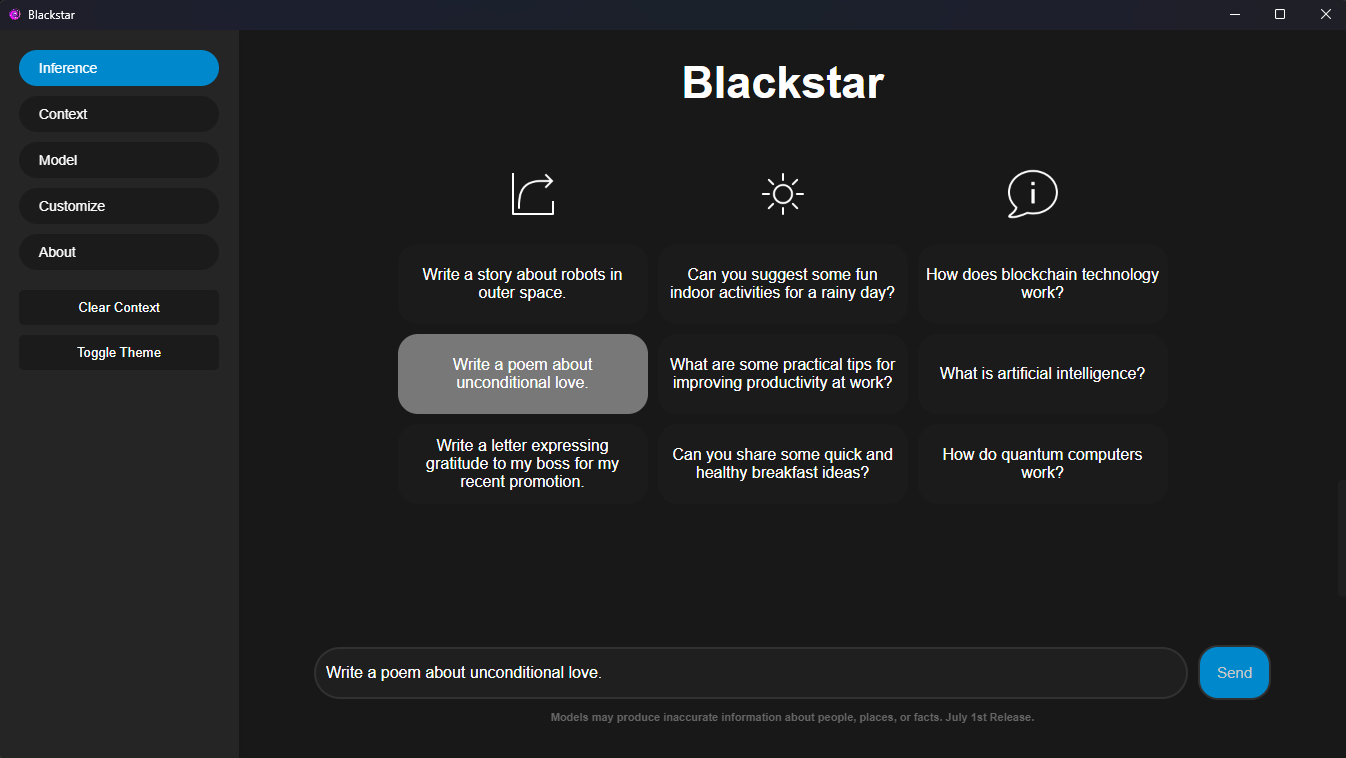 Blackstar
Inference
Context
Model
Customize
About
Clear Context
Toggle Theme
Blackstar
Write a story about robots in
outer space.
Can you suggest some fun
indoor activities for a rainy day?
How does blockchain technology
work?
Write a poem about
unconditional love.
What are some practical tips for
improving productivity at work?
What is artificial intelligence?
Write a letter expressing
gratitude to my boss for my
recent promotion.
Can you share some quick and
healthy breakfast ideas?
How do quantum computers
work?
Write a poem about unconditional love.
Send
Models may produce inaccurate information about people, places, or facts. July 1st Release.